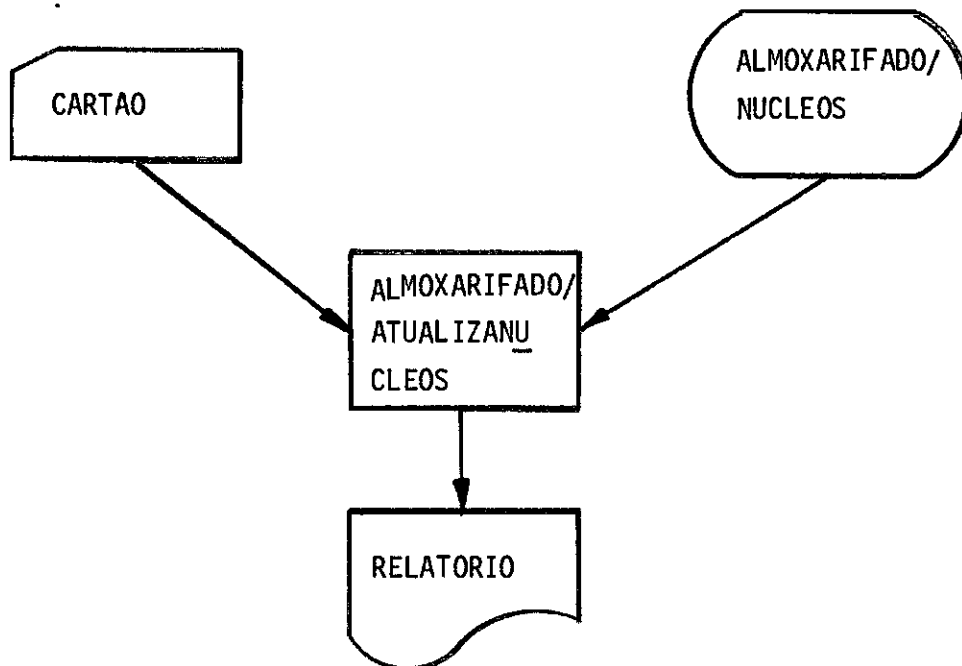 CARTAO
ALMOXARIFADO/
NUCLEOS
ALMOXARIFADO/
ATUALIZANU
CLEOS
RELATORIO